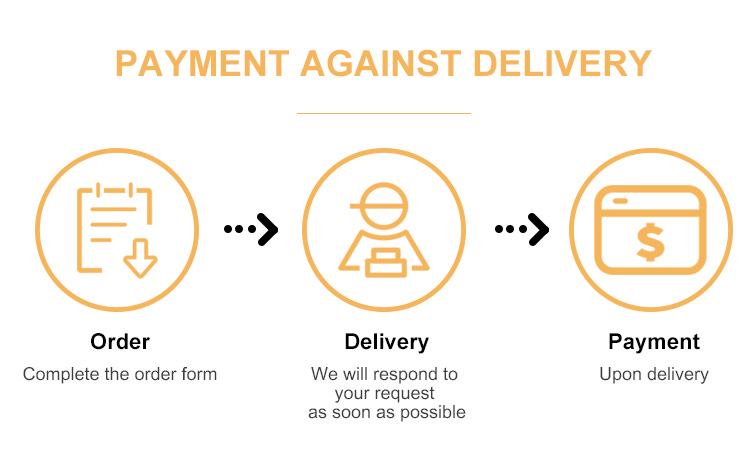 PAYMENT AGAINST DELIVERY
Order
Complete the order form
Delivery
We will respond to
your request
as soon as possible
$
Payment
Upon delivery